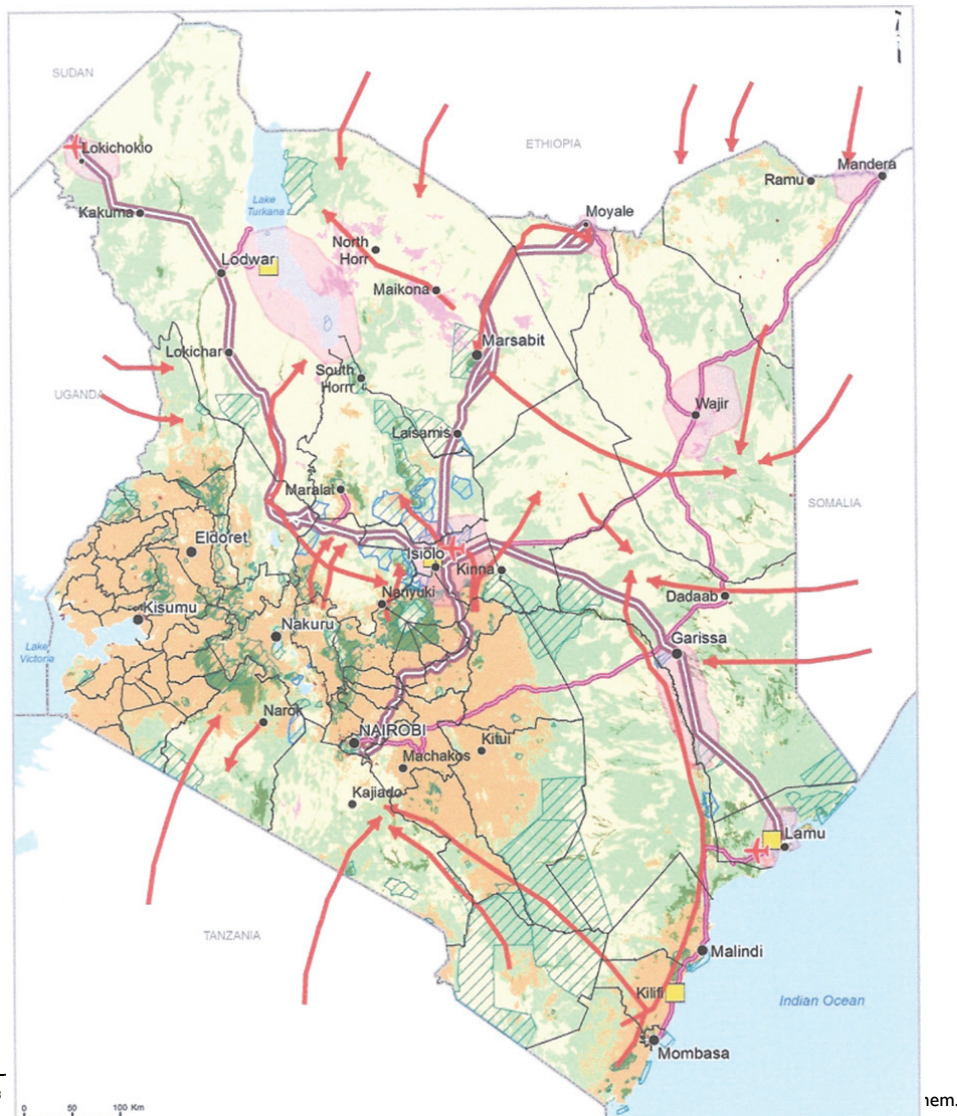 SUDAN
ETHIOPIA
Lokichokio
Mandera
Ramu
Lake
Turkana
Kakuma
Moyale
North
Horr
Lodwar
Maikona
Marsabit
Lokichar
South
Horr
UGANDA
Wajir
Laisamis
Maralal
SOMALIA
Eldoret
Isiolo
Kinna
Nanyuki
Dadaab
Kisumu
Nakuru
Garissa
Lake
Victoria
Narok
NAIROBI
Kitui
Machakos
Kajiado
Lamu
TANZANIA
Malindi
Kilifi
Indian Ocean
Mombasa
0 50 100 Km